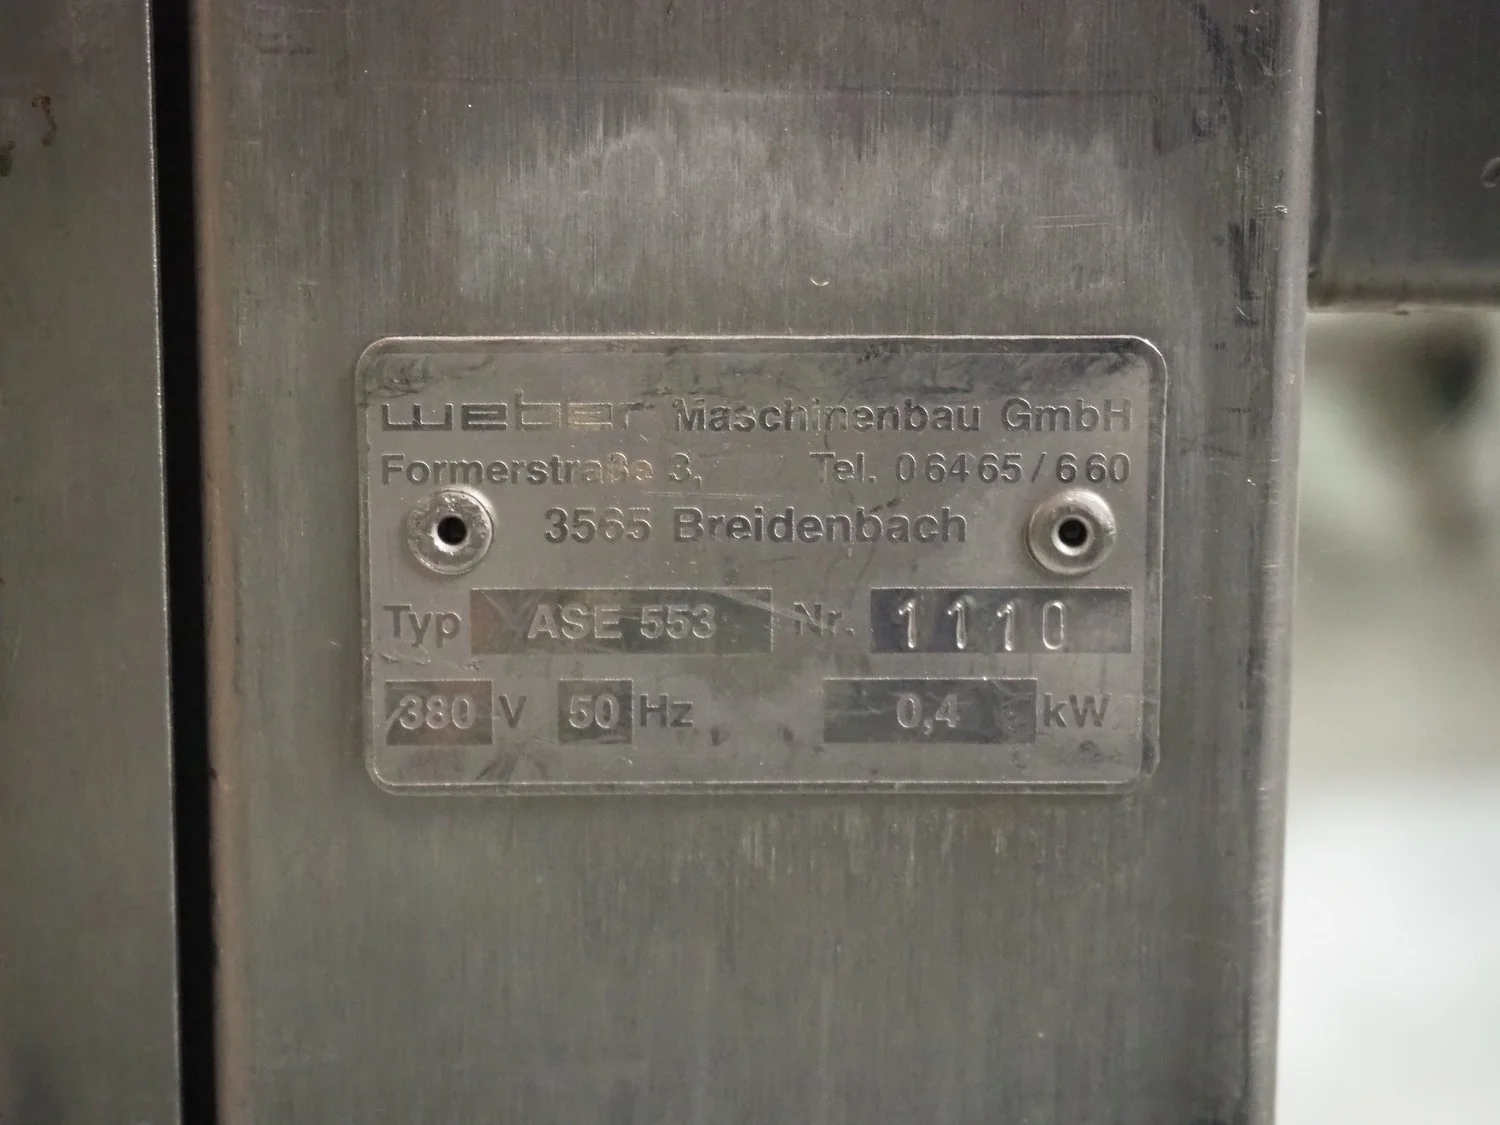 weber Maschinenbau GmbH
Formerstraße 3, Tel. 06465/660
3565 Breidenbach
Typ ASE 553 Nr. 1110
380 V 50 Hz 0,4 kW